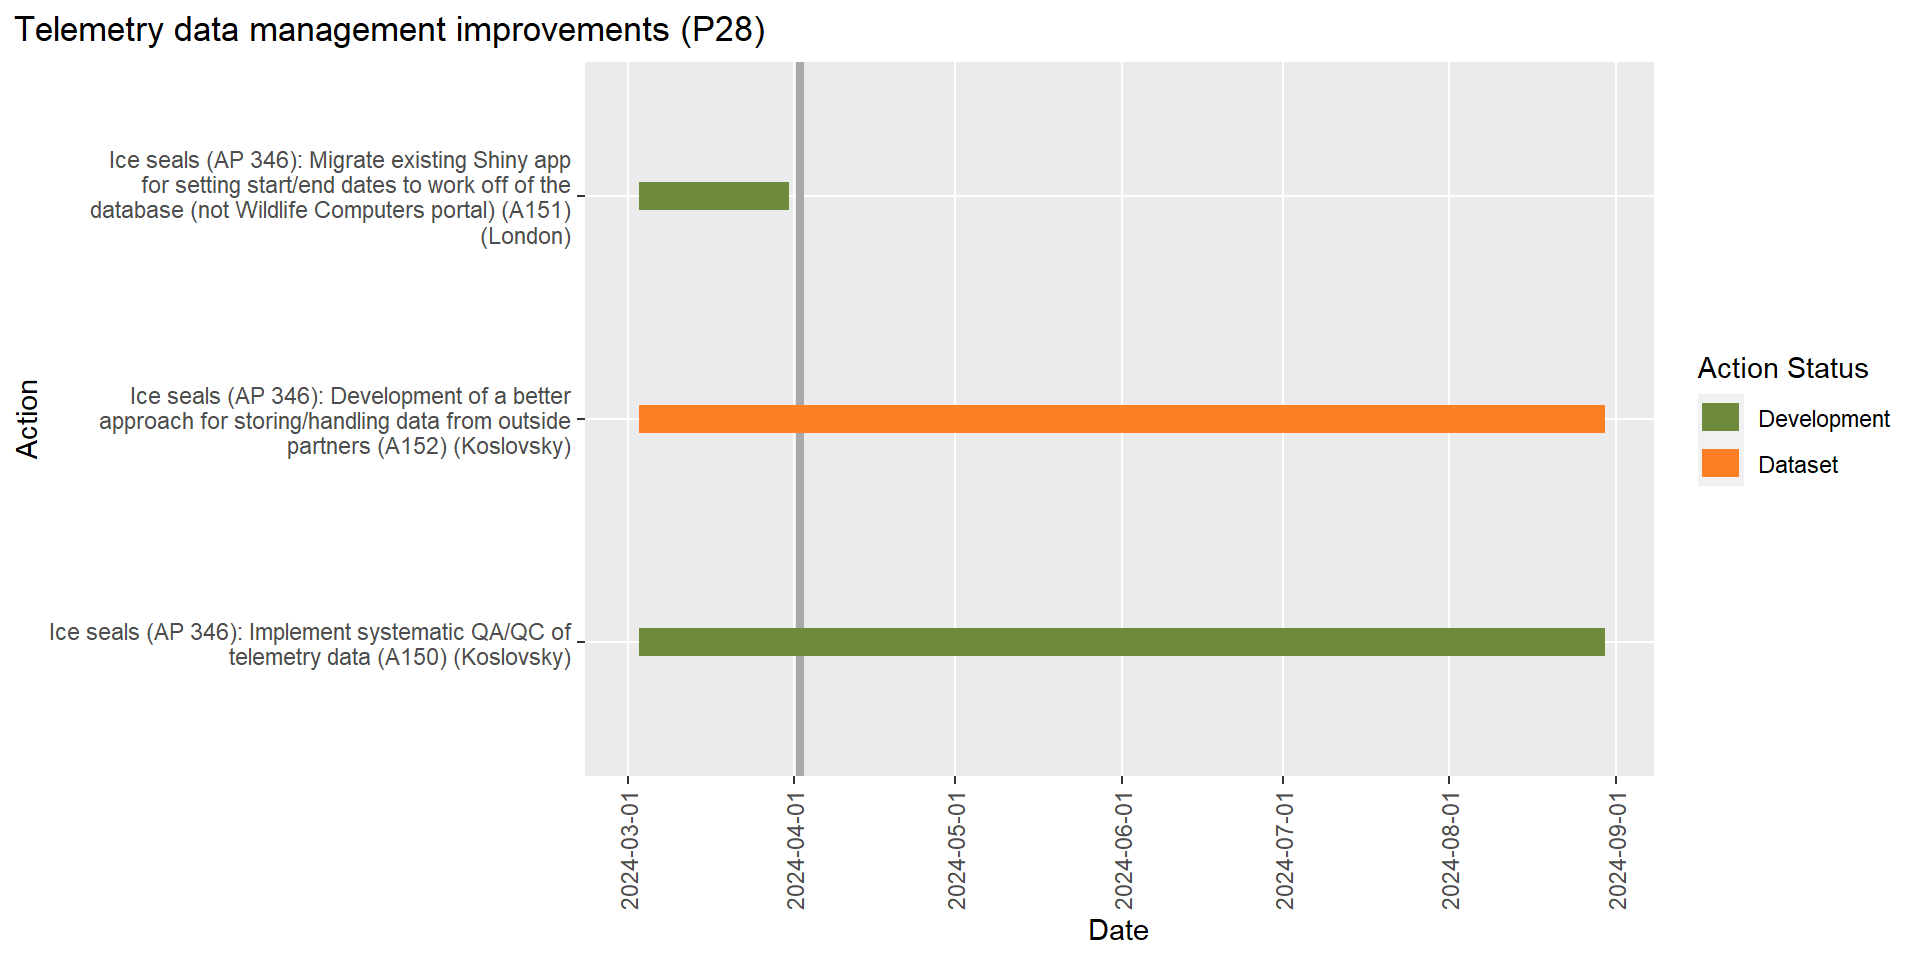 Telemetry data management improvements (P28)
Action
Ice seals (AP 346): Migrate existing Shiny app
for setting start/end dates to work off of the
database (not Wildlife Computers portal) (A151)
(London)
Ice seals (AP 346): Development of a better
approach for storing/handling data from outside
partners (A152) (Koslovsky)
Ice seals (AP 346): Implement systematic QA/QC of
telemetry data (A150) (Koslovsky)
2024-03-01
2024-04-01
2024-05-01
2024-06-01
2024-07-01
2024-08-01
2024-09-01
Date
Action Status
Development
Dataset